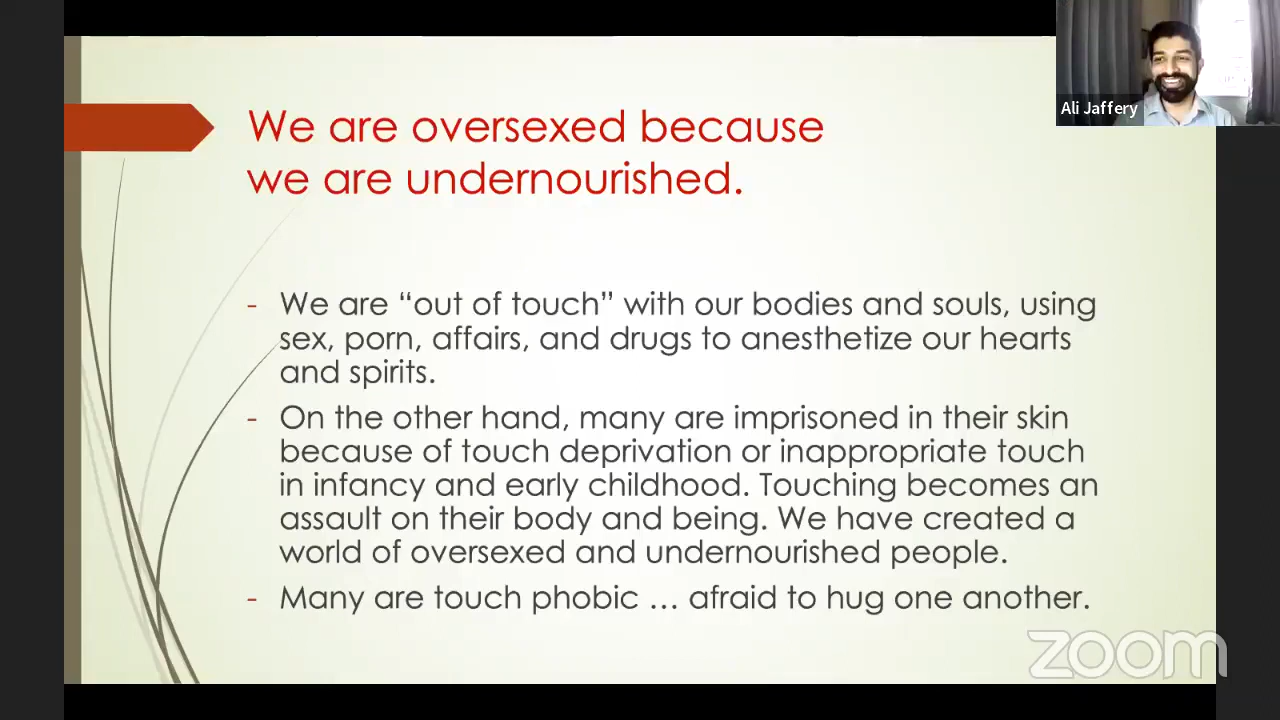 Ali Jaffery
We are oversexed because
we are undernourished.
- We are “out of touch” with our bodies and souls, using
sex, porn, affairs, and drugs to anesthetize our hearts
and spirits.
- On the other hand, many are imprisoned in their skin
because of touch deprivation or inappropriate touch
in infancy and early childhood. Touching becomes an
assault on their body and being. We have created a
world of oversexed and undernourished people.
- Many are touch phobic … afraid to hug one another.
zoom